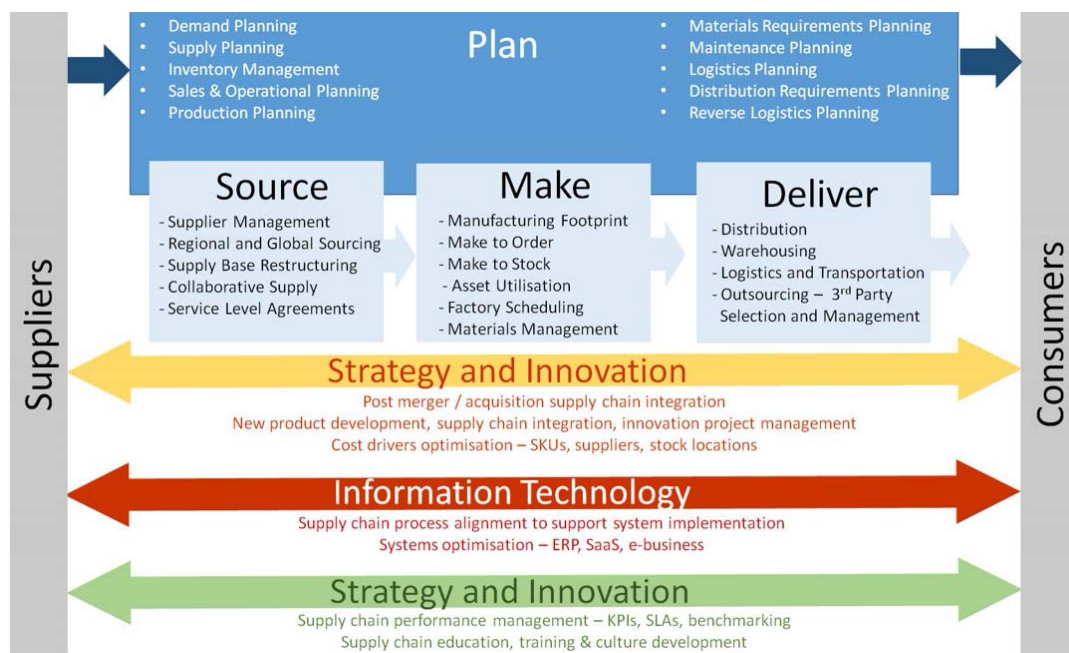 Plan
• Demand Planning
• Supply Planning
• Inventory Management
• Sales & Operational Planning
• Production Planning
• Materials Requirements Planning
• Maintenance Planning
• Logistics Planning
• Distribution Requirements Planning
• Reverse Logistics Planning
Suppliers
Source
- Supplier Management
- Regional and Global Sourcing
- Supply Base Restructuring
- Collaborative Supply
- Service Level Agreements
Make
- Manufacturing Footprint
- Make to Order
- Make to Stock
- Asset Utilisation
- Factory Scheduling
- Materials Management
Deliver
- Distribution
- Warehousing
- Logistics and Transportation
- Outsourcing – 3rd Party
Selection and Management
Consumers
Strategy and Innovation
Post merger / acquisition supply chain integration
New product development, supply chain integration, innovation project management
Cost drivers optimisation – SKUs, suppliers, stock locations
Information Technology
Supply chain process alignment to support system implementation
Systems optimisation – ERP, SaaS, e-business
Strategy and Innovation
Supply chain performance management – KPIs, SLAs, benchmarking
Supply chain education, training & culture development